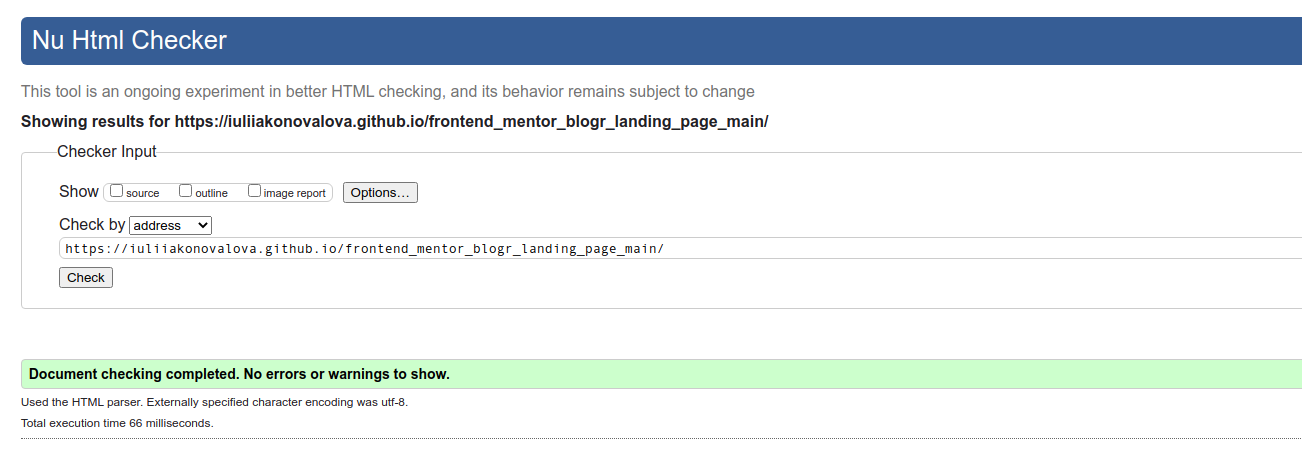 Nu Html Checker
This tool is an ongoing experiment in better HTML checking, and its behavior remains subject to change
Showing results for https://iuliiakonovalova.github.io/frontend_mentor_blogr_landing_page_main/
Checker Input
Show source outline image report Options...
Check by address
https://iuliiakonovalova.github.io/frontend_mentor_blogr_landing_page_main/
Check
Document checking completed. No errors or warnings to show.
Used the HTML parser. Externally specified character encoding was utf-8.
Total execution time 66 milliseconds.